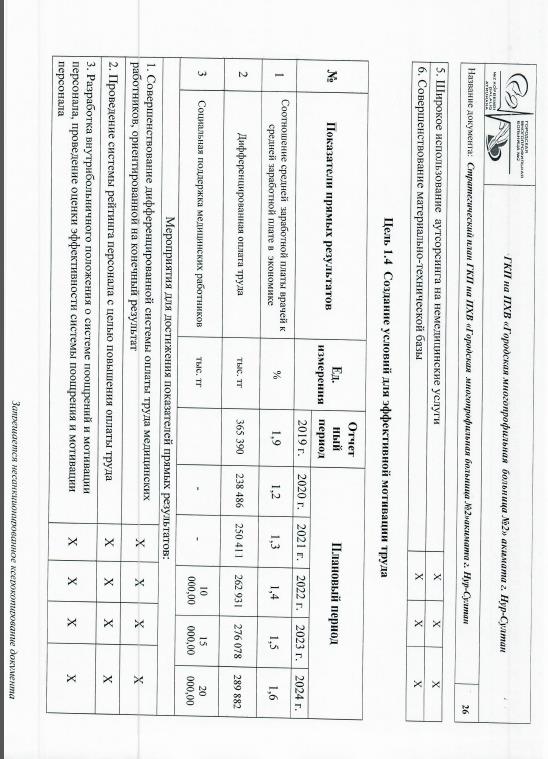 ГОРОДСКАЯ
МНОГОПРОФИЛЬНАЯ
БОЛЬНИЦА №2
ГКП на ПХВ «Городская многопрофильная больница №2» акимата г. Нур-Султан
Название документа: Стратегический план ГКП на ПХВ «Городская многопрофильная больница №2»акимата г. Нур-Султан
26
5. Широкое использование аутсорсинга на немедицинские услуги X X X
6. Совершенствование материально-технической базы X X X
Цель 1.4 Создание условий для эффективной мотивации труда
№ Показатели прямых результатов Ед. измерения Отчет ный период Плановый период
2019 г. 2020 г. 2021 г. 2022 г. 2023 г. 2024 г.
1 Соотношение средней заработной платы врачей к средней заработной плате в экономике % 1,9 1,2 1,3 1,4 1,5 1,6
2 Дифференцированная оплата труда тыс. тг 365 390 238 486 250 411 262 931 276 078 289 882
3 Социальная поддержка медицинских работников тыс. тг - - 10 000,00 15 000,00 20 000,00
Мероприятия для достижения показателей прямых результатов:
1. Совершенствование дифференцированной системы оплаты труда медицинских
работников, ориентированной на конечный результат X X X X
2. Проведение системы рейтинга персонала с целью повышения оплаты труда X X X X
3. Разработка внутрибольничного положения о системе поощрений и мотивации
персонала, проведение оценки эффективности системы поощрения и мотивации
персонала X X X X
Запрещается несанкционированное ксерокопирование документа